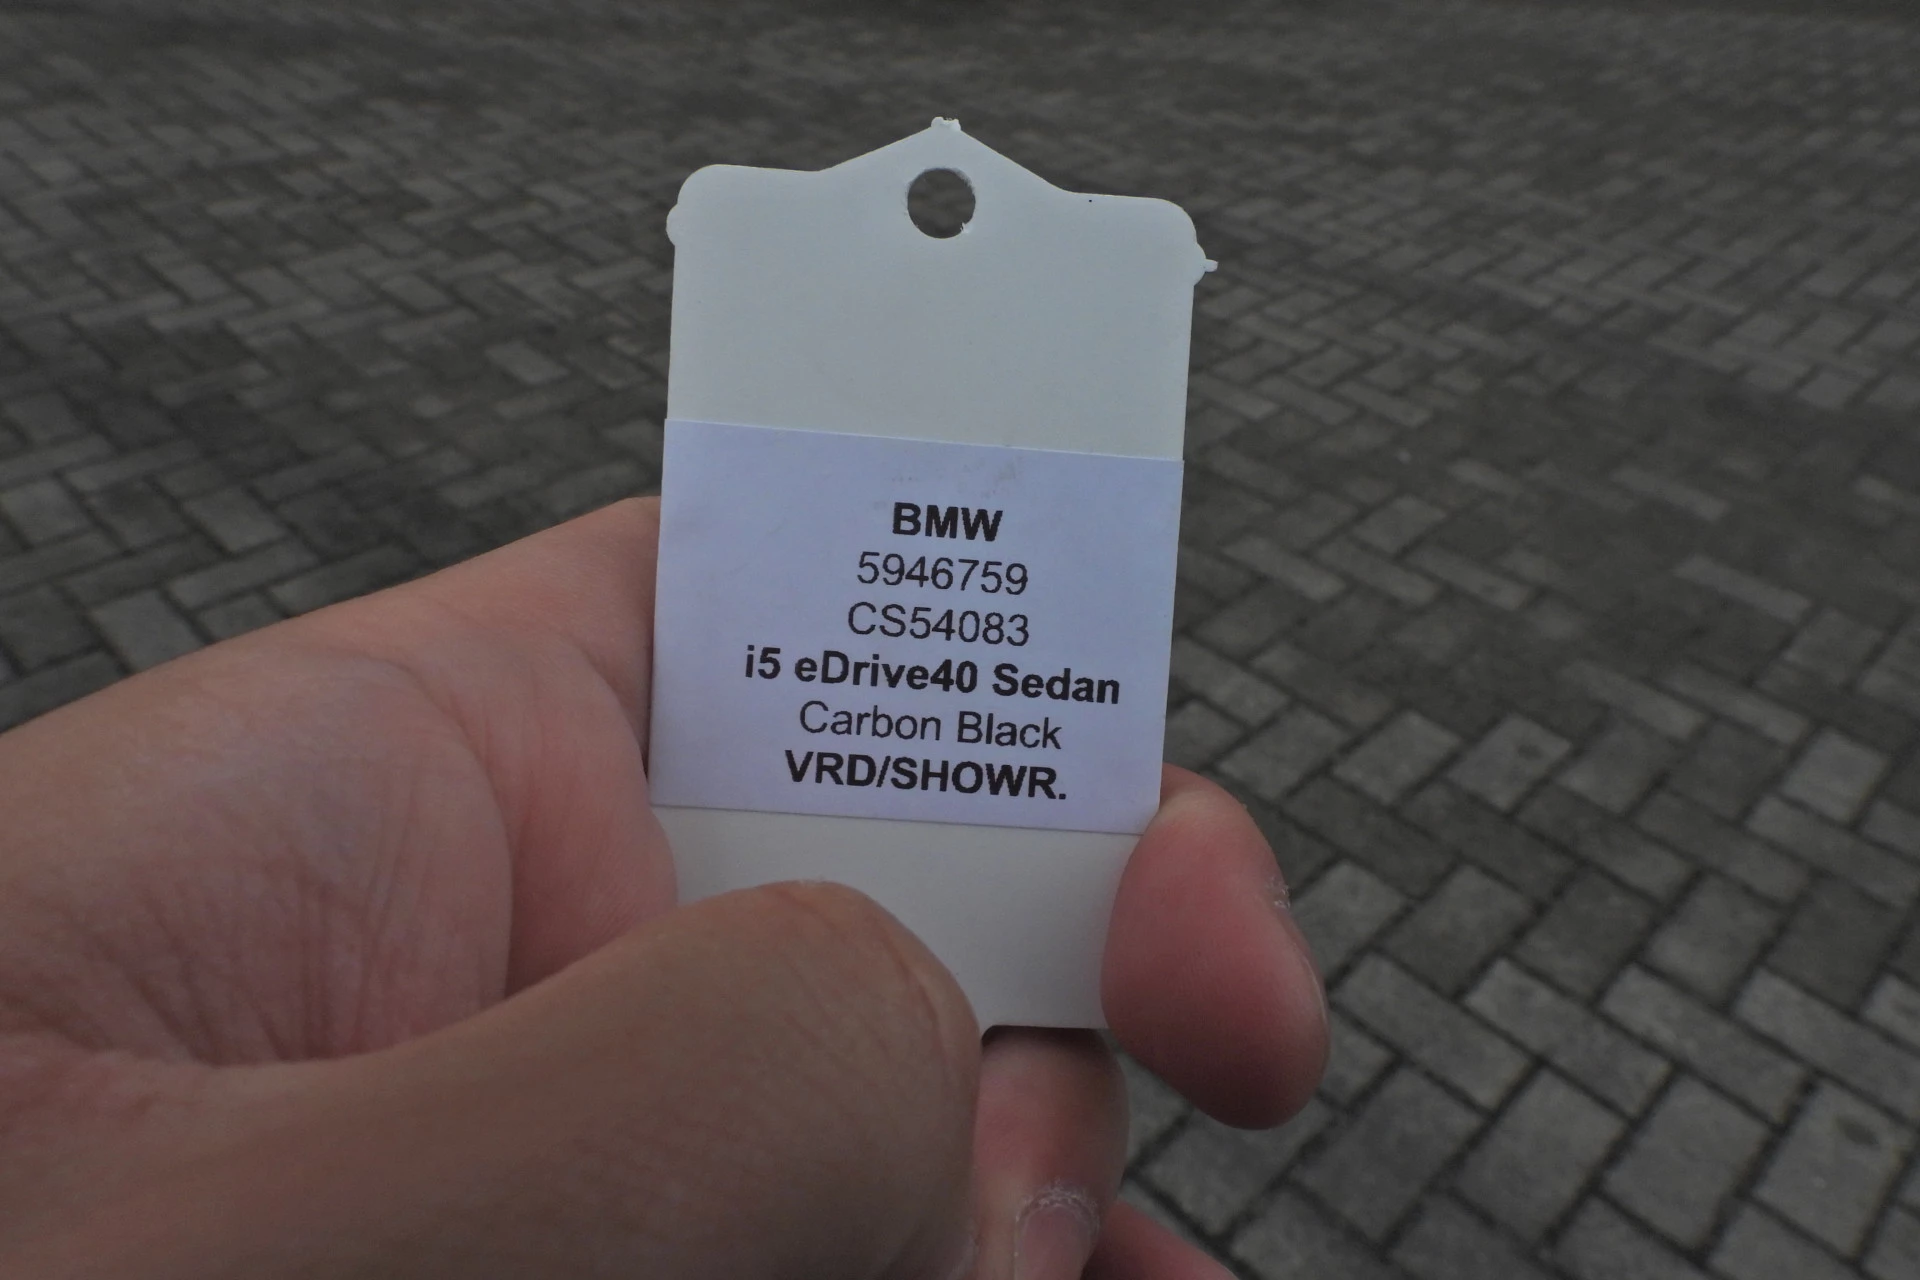 BMW
5946759
CS54083
i5 eDrive40 Sedan
Carbon Black
VRD/SHOWR.